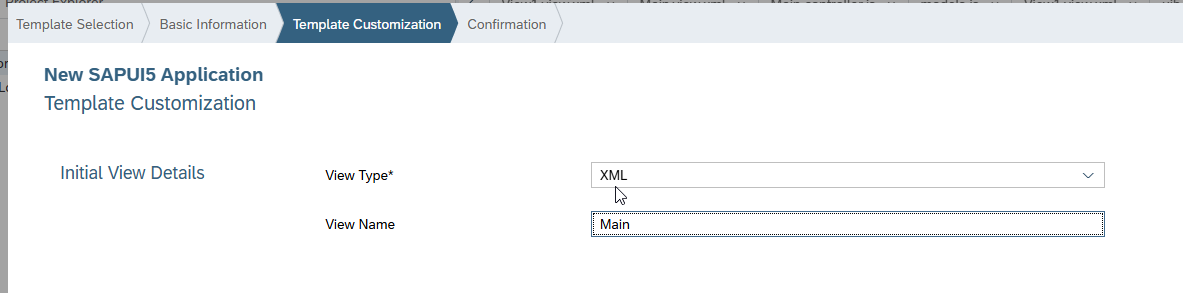 Template Selection Basic Information Template Customization Confirmation
New SAPUI5 Application
Template Customization
Initial View Details View Type* XML
View Name Main